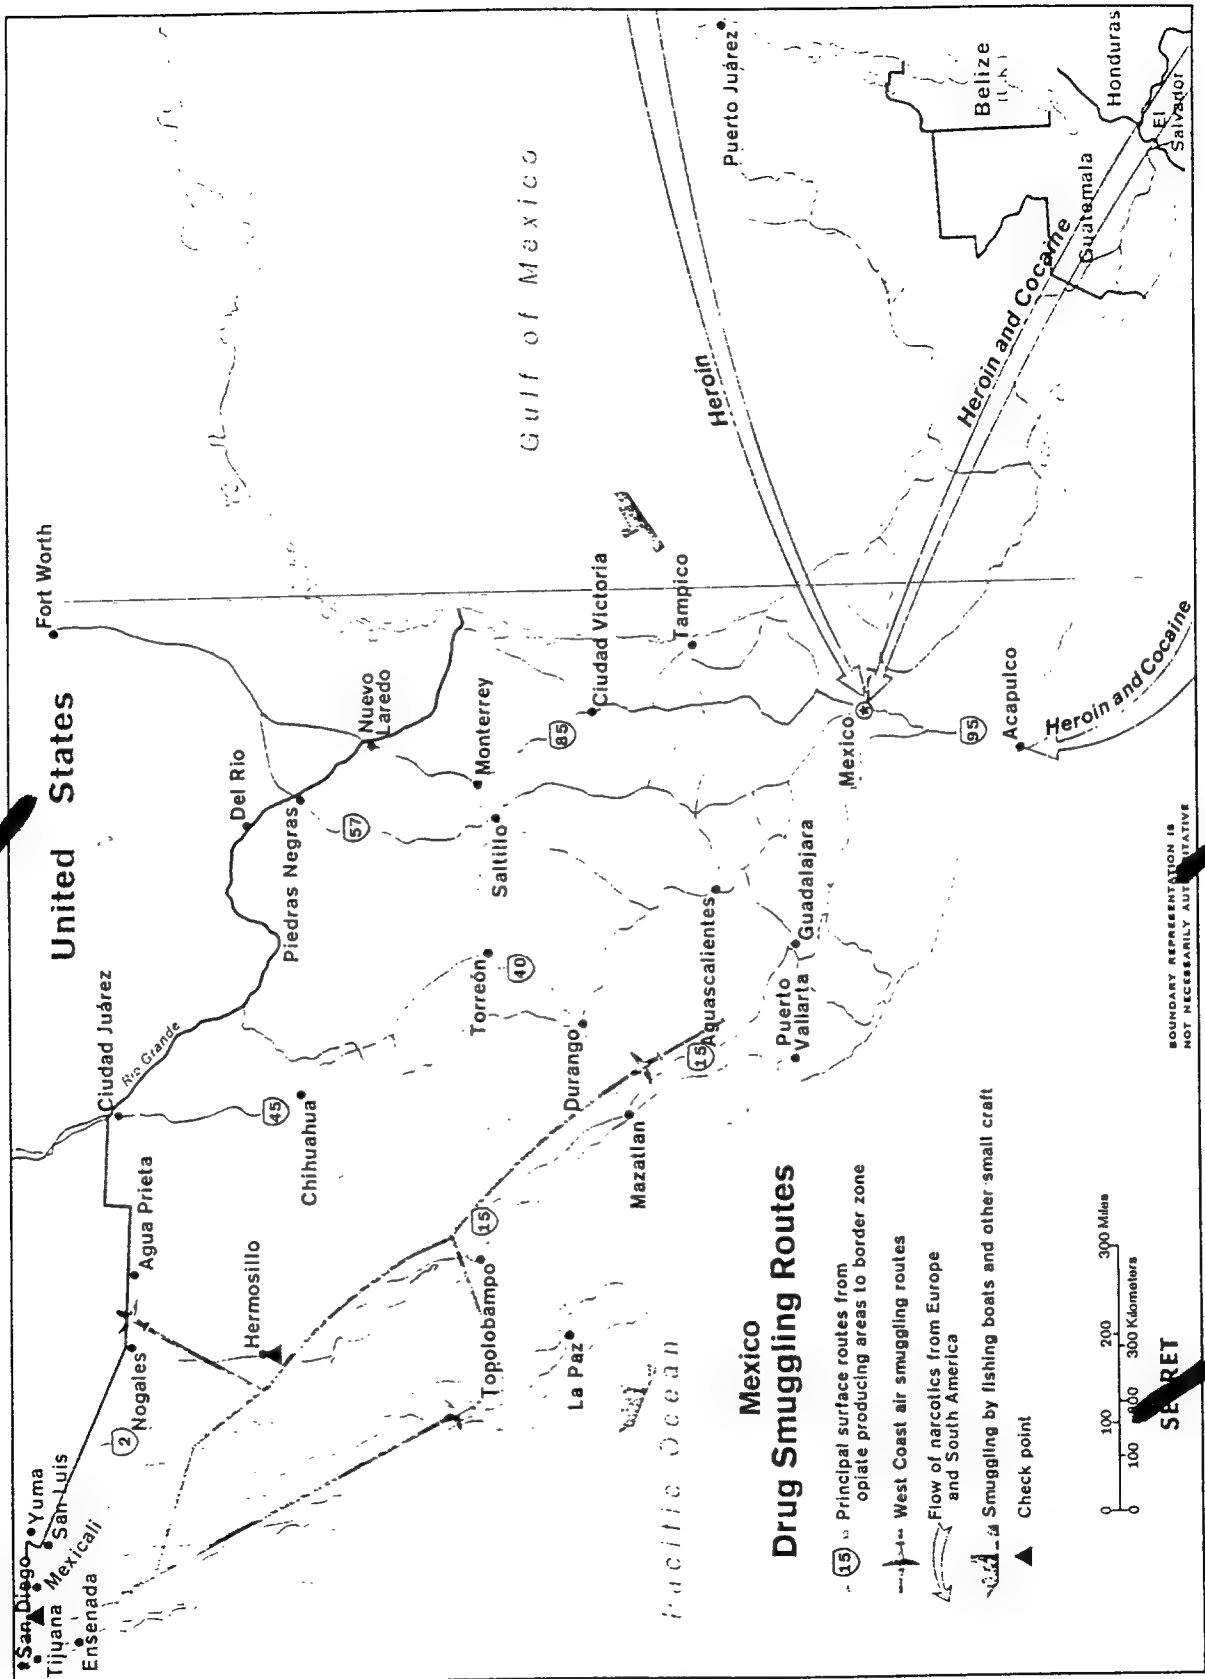 United States
Fort Worth
San Diego
Yuma
San Luis
Tijuana
Mexicali
Ensenada
2
Nogales
Agua Prieta
Ciudad Juárez
Rio Grande
Hermosillo
45
Chihuahua
Del Rio
Piedras Negras
57
Nuevo
Laredo
Monterrey
Saltillo
85
Ciudad Victoria
Torreón
40
Durango
15
Topolobampo
La Paz
Mazatlan
15
Aguascalientes
Tampico
Gulf of Mexico
Puerto
Vallarta
Guadalajara
Mexico
95
Acapulco
Heroin
Heroin and Cocaine
Heroin and Cocaine
Puerto Juárez
Belize
(U.K.)
Guatemala
Honduras
El
Salvador
Pacific Ocean
Mexico
Drug Smuggling Routes
15 Principal surface routes from
opiate producing areas to border zone
West Coast air smuggling routes
Flow of narcotics from Europe
and South America
Smuggling by fishing boats and other small craft
Check point
0 100 200 300 Miles
0 100 200 300 Kilometers
SECRET
BOUNDARY REPRESENTATION IS
NOT NECESSARILY AUTHORITATIVE